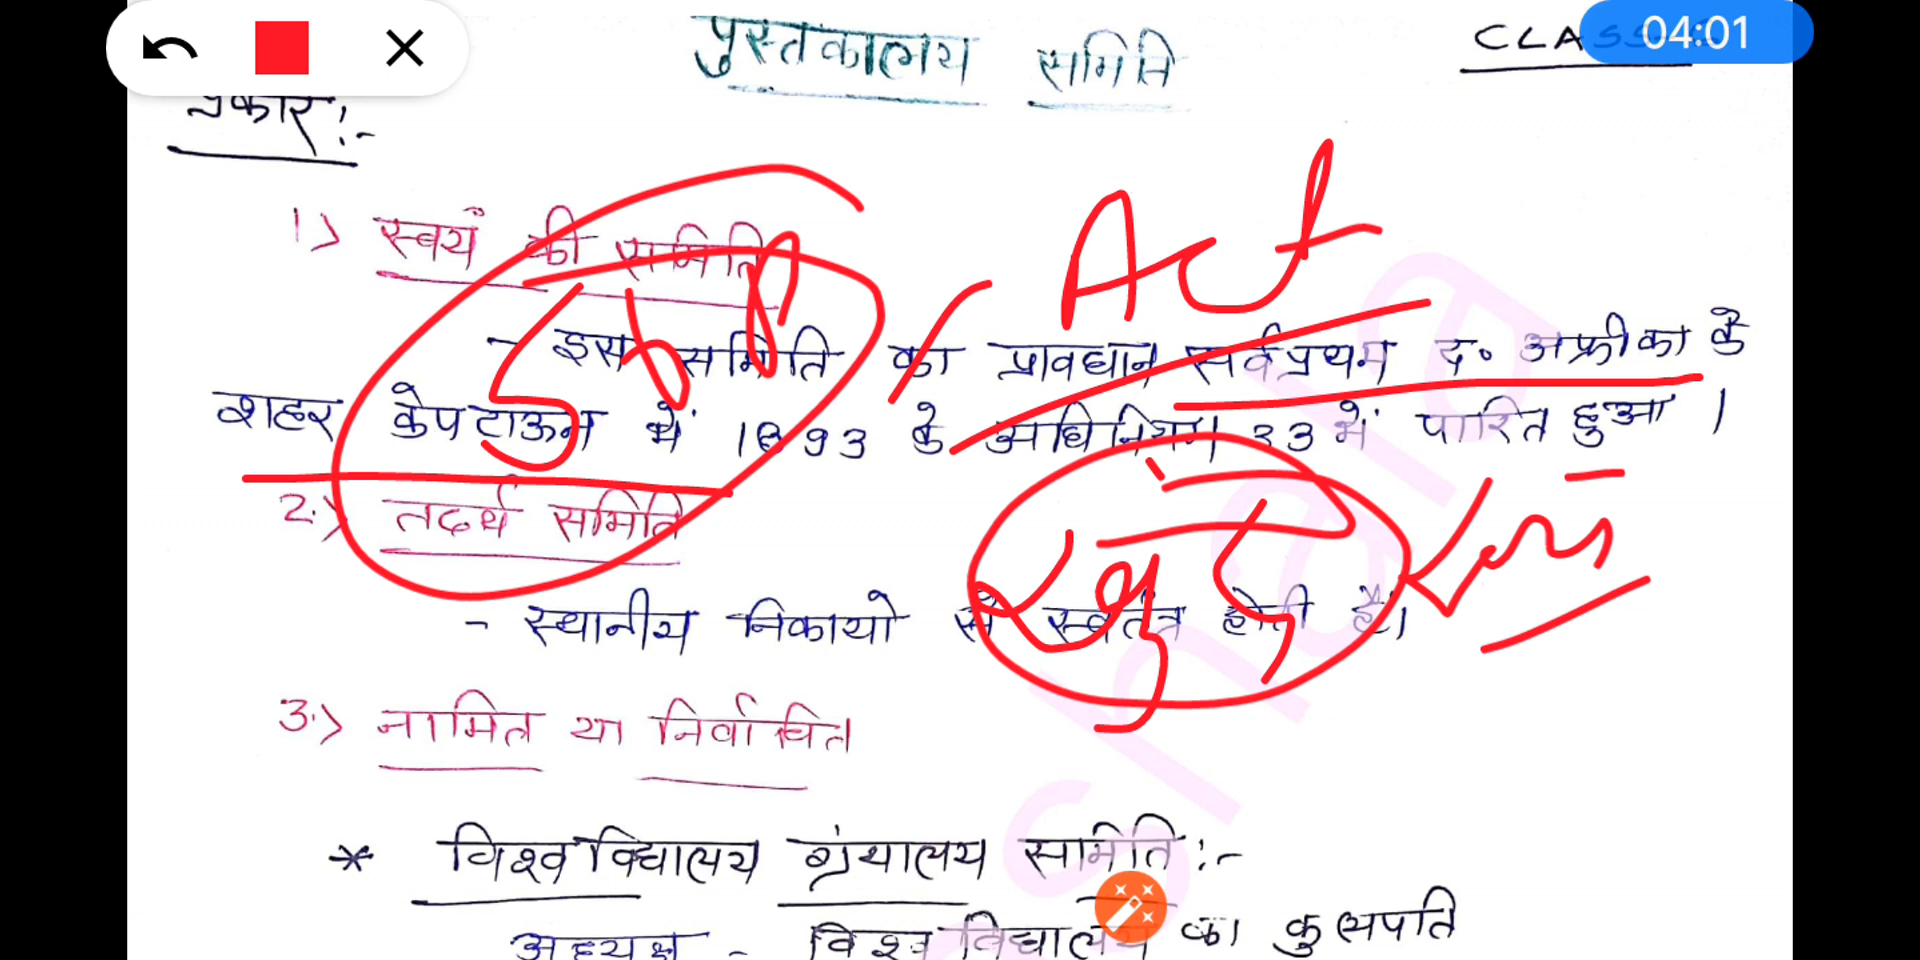 04:01
पुस्तकालय समिति
प्रकार:-
1) स्वयं की समिति
Act
- इस समिति का प्रावधान सर्वप्रथम द० अफ्रीका के
शहर केपटाऊन में 1893 के अधिनियम 33 में पारित हुआ।
2.) तदर्थ समिति
- स्थानीय निकायो से स्वतंत्र होती है।
3.) नामित या निर्वाचित
* विश्वविद्यालय ग्रंथालय समिति:-
अध्यक्ष - विश्वविद्यालय का कुलपति